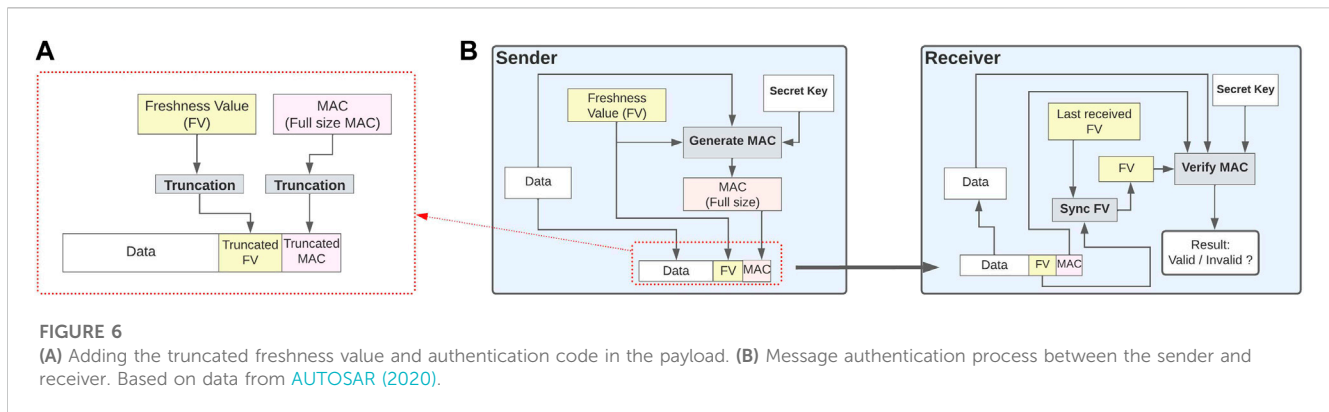 A
Freshness Value
(FV)
MAC
(Full size MAC)
Truncation
Truncation
Data
Truncated
FV
Truncated
MAC
B
Sender
Freshness
Value (FV)
Secret Key
Generate MAC
Data
MAC
(Full size)
Data
FV
MAC
Receiver
Secret Key
Last received
FV
FV
Verify MAC
Data
Sync FV
Result:
Valid / Invalid ?
Data
FV
MAC
FIGURE 6
(A) Adding the truncated freshness value and authentication code in the payload. (B) Message authentication process between the sender and
receiver. Based on data from AUTOSAR (2020).